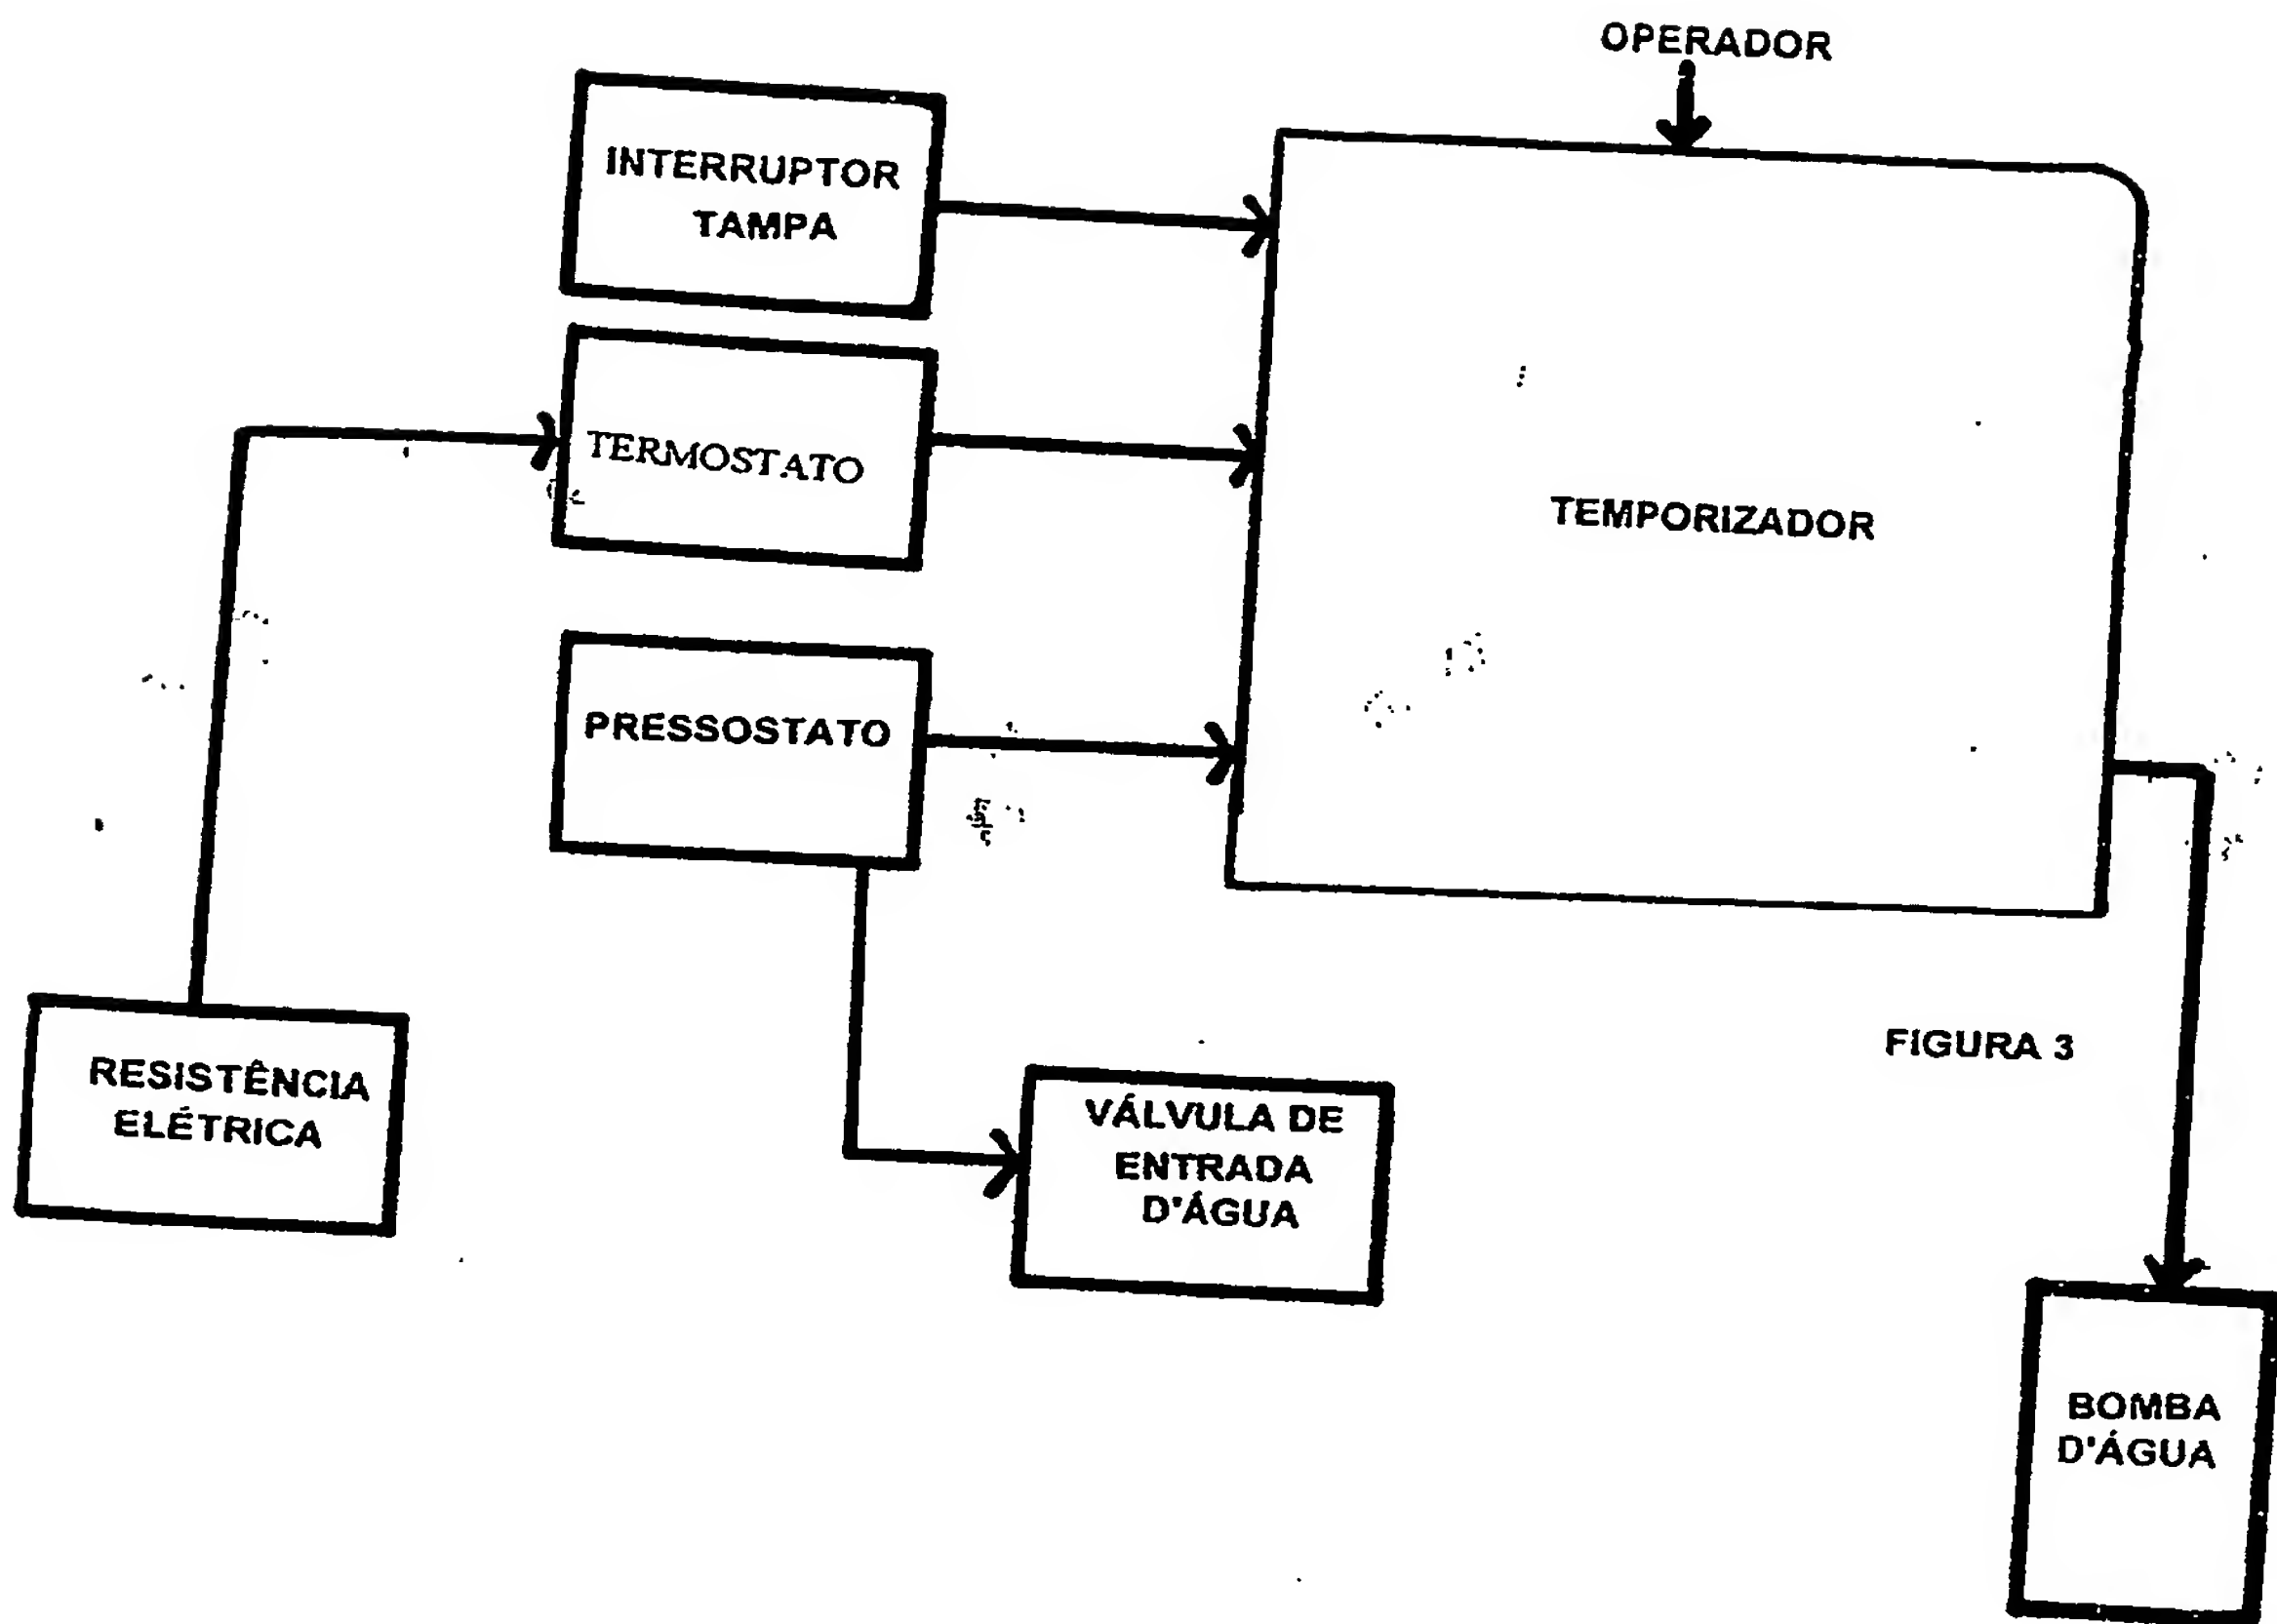 OPERADOR
INTERRUPTOR
TAMPA
TERMOSTATO
TEMPORIZADOR
PRESSOSTATO
RESISTÊNCIA
ELÉTRICA
VÁLVULA DE
ENTRADA
D'ÁGUA
FIGURA 3
BOMBA
D'ÁGUA